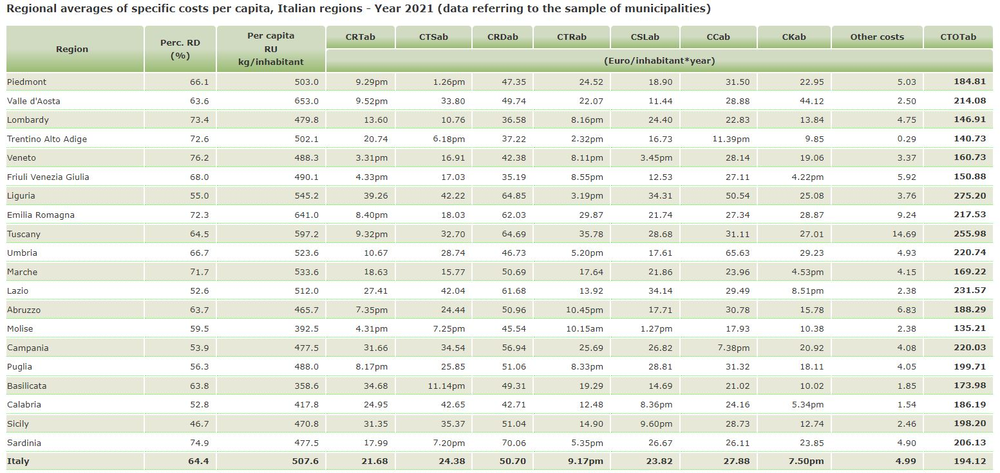 Regional averages of specific costs per capita, Italian regions - Year 2021 (data referring to the sample of municipalities)
Region Perc. RD (%) Per capita RU kg/inhabitant CRTab CTSab CRDab CTRab CSLab CCab CKab Other costs CTOTab
(Euro/inhabitant*year)
Piedmont 66.1 503.0 9.29pm 1.26pm 47.35 24.52 18.90 31.50 22.95 5.03 184.81
Valle d'Aosta 63.6 653.0 9.52pm 33.80 49.74 22.07 11.44 28.88 44.12 2.50 214.08
Lombardy 73.4 479.8 13.60 10.76 36.58 8.16pm 24.40 22.83 13.84 4.75 146.91
Trentino Alto Adige 72.6 502.1 20.74 6.18pm 37.22 2.32pm 16.73 11.39pm 9.85 0.29 140.73
Veneto 76.2 488.3 3.31pm 16.91 42.38 8.11pm 3.45pm 28.14 19.06 3.37 160.73
Friuli Venezia Giulia 68.0 490.1 4.33pm 17.03 35.19 8.55pm 12.53 27.11 4.22pm 5.92 150.88
Liguria 55.0 545.2 39.26 42.22 64.85 3.19pm 34.31 50.54 25.08 3.76 275.20
Emilia Romagna 72.3 641.0 8.40pm 18.03 62.03 29.87 21.74 27.34 28.87 9.24 217.53
Tuscany 64.5 597.2 9.32pm 32.70 64.69 35.78 28.68 31.11 27.01 14.69 255.98
Umbria 66.7 523.6 10.67 28.74 46.73 5.20pm 17.61 65.63 29.23 4.93 220.74
Marche 71.7 533.6 18.63 15.77 50.69 17.64 21.86 23.96 4.53pm 4.15 169.22
Lazio 52.6 512.0 27.41 42.04 61.68 13.92 34.14 29.49 8.51pm 2.38 231.57
Abruzzo 63.7 465.7 7.35pm 24.44 50.96 10.45pm 17.71 30.78 15.78 6.83 188.29
Molise 59.5 392.5 4.31pm 7.25pm 45.54 10.15am 1.27pm 17.93 10.38 2.38 135.21
Campania 53.9 477.5 31.66 34.54 56.94 25.69 26.82 7.38pm 20.92 4.08 220.03
Puglia 56.3 488.0 8.17pm 25.85 51.06 8.33pm 28.81 31.32 18.11 4.05 199.71
Basilicata 63.8 358.6 34.68 11.14pm 49.31 19.29 14.69 21.02 10.02 1.85 173.98
Calabria 52.8 417.8 24.95 42.65 42.71 12.48 8.36pm 24.16 5.34pm 1.54 186.19
Sicily 46.7 470.8 31.35 35.37 51.04 14.90 9.60pm 28.73 12.74 2.46 198.20
Sardinia 74.9 477.5 17.99 7.20pm 70.06 5.35pm 26.67 26.11 23.85 4.90 206.13
Italy 64.4 507.6 21.68 24.38 50.70 9.17pm 23.82 27.88 7.50pm 4.99 194.12